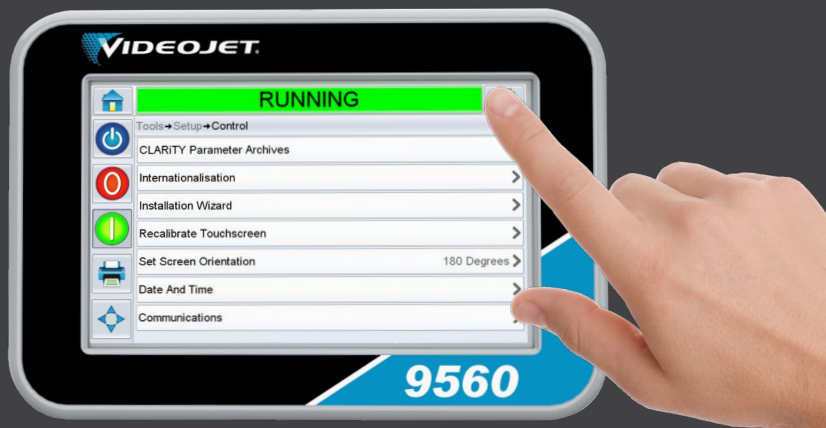 VIDEOJET.
RUNNING
Tools→Setup→Control
CLARiTY Parameter Archives
Internationalisation
Installation Wizard
Recalibrate Touchscreen
Set Screen Orientation 180 Degrees
Date And Time
Communications
9560